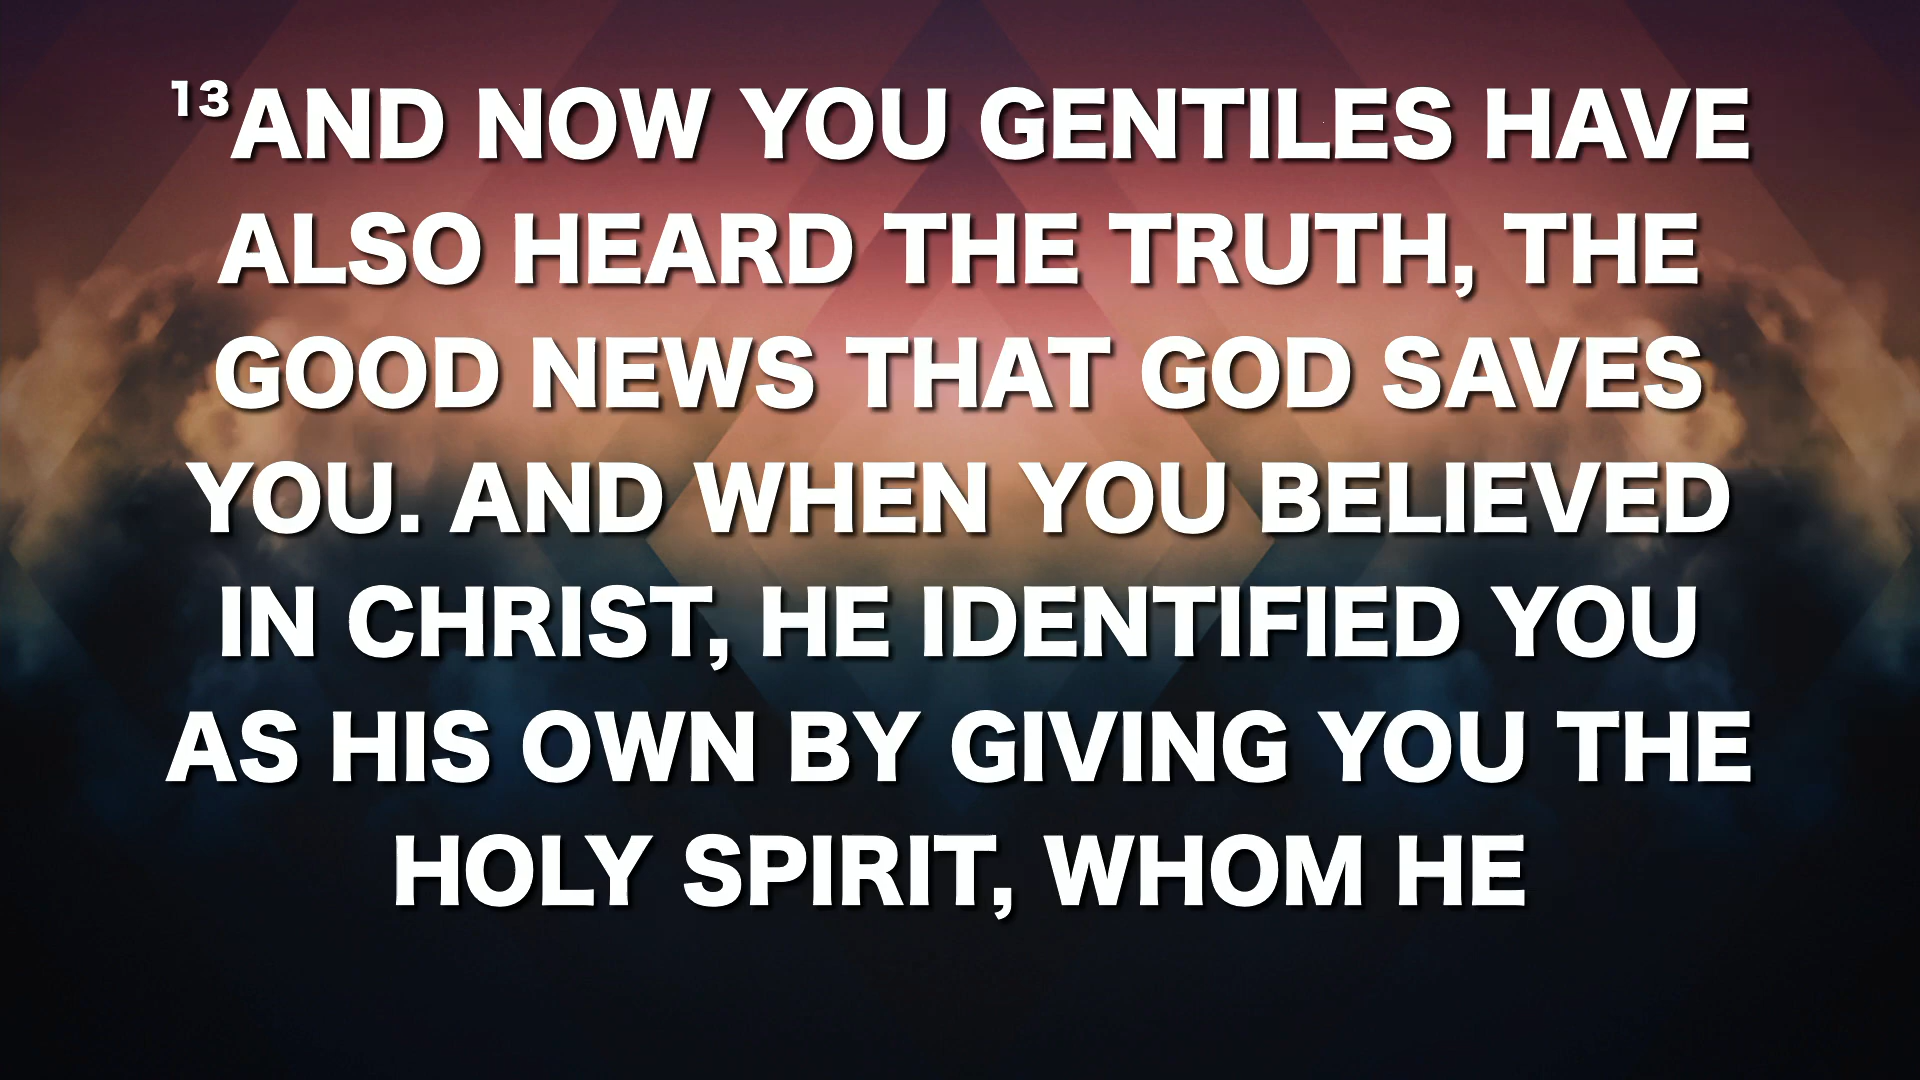 ¹³AND NOW YOU GENTILES HAVE
ALSO HEARD THE TRUTH, THE
GOOD NEWS THAT GOD SAVES
YOU. AND WHEN YOU BELIEVED
IN CHRIST, HE IDENTIFIED YOU
AS HIS OWN BY GIVING YOU THE
HOLY SPIRIT, WHOM HE